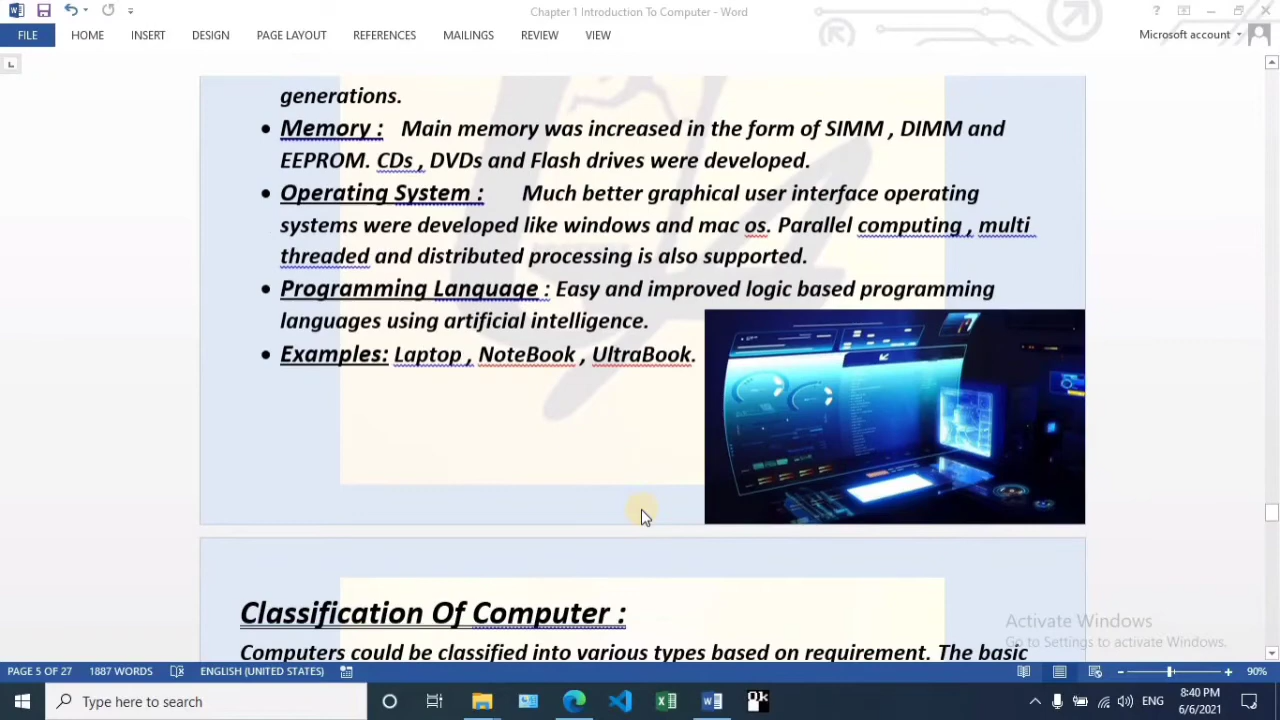 Chapter 1 Introduction To Computer - Word
FILE HOME INSERT DESIGN PAGE LAYOUT REFERENCES MAILINGS REVIEW VIEW Microsoft account
generations.
Memory : Main memory was increased in the form of SIMM , DIMM and
EEPROM. CDs , DVDs and Flash drives were developed.
Operating System : Much better graphical user interface operating
systems were developed like windows and mac os. Parallel computing , multi
threaded and distributed processing is also supported.
Programming Language : Easy and improved logic based programming
languages using artificial intelligence.
Examples: Laptop , NoteBook , UltraBook.
Classification Of Computer :
Computers could be classified into various types based on requirement. The basic
Activate Windows
Go to Settings to activate Windows.
PAGE 5 OF 27 1887 WORDS ENGLISH (UNITED STATES) 90%
Type here to search
ENG
8:40 PM
6/6/2021